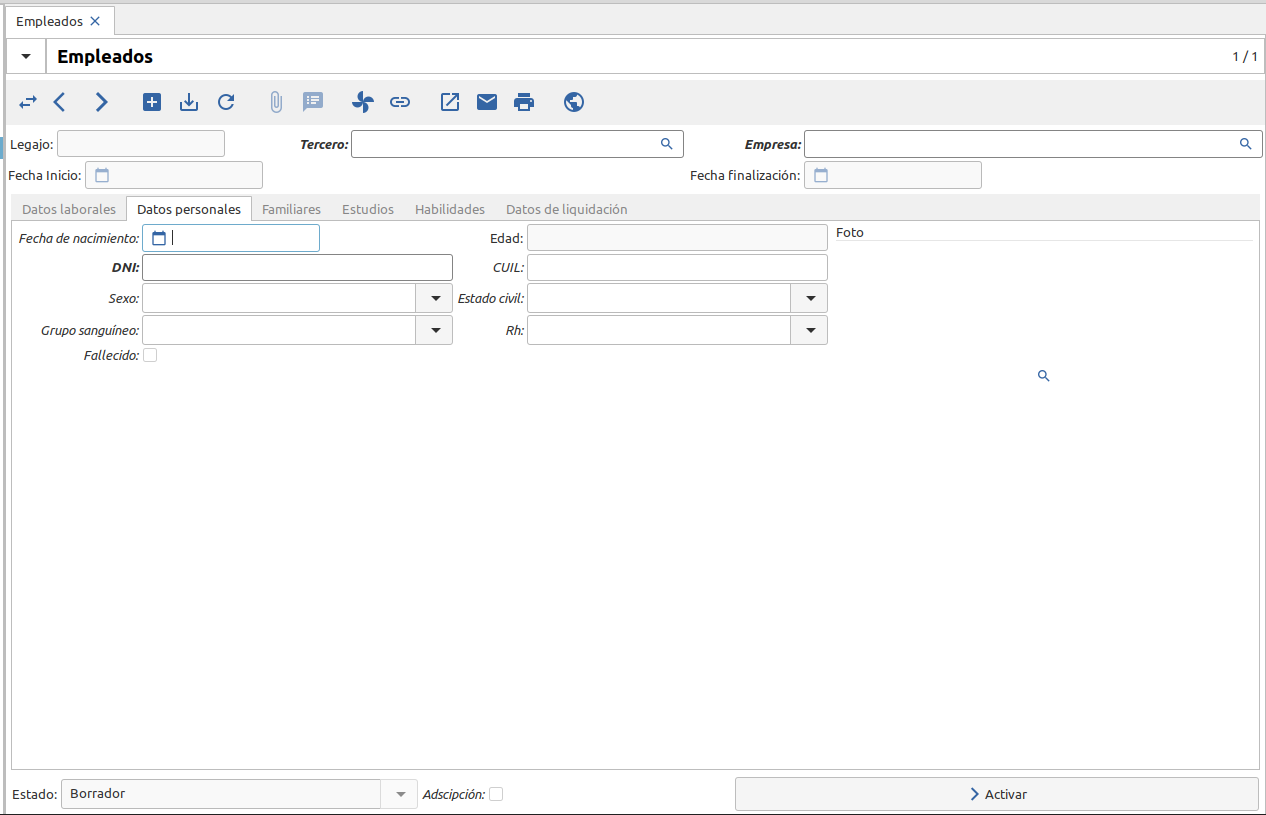 Empleados
Empleados 1 / 1
Legajo: Tercero: Empresa:
Fecha Inicio: Fecha finalización:
Datos laborales Datos personales Familiares Estudios Habilidades Datos de liquidación
Fecha de nacimiento: Edad: Foto
DNI: CUIL:
Sexo: Estado civil:
Grupo sanguíneo: Rh:
Fallecido:
Estado: Borrador Adscipción: Activar